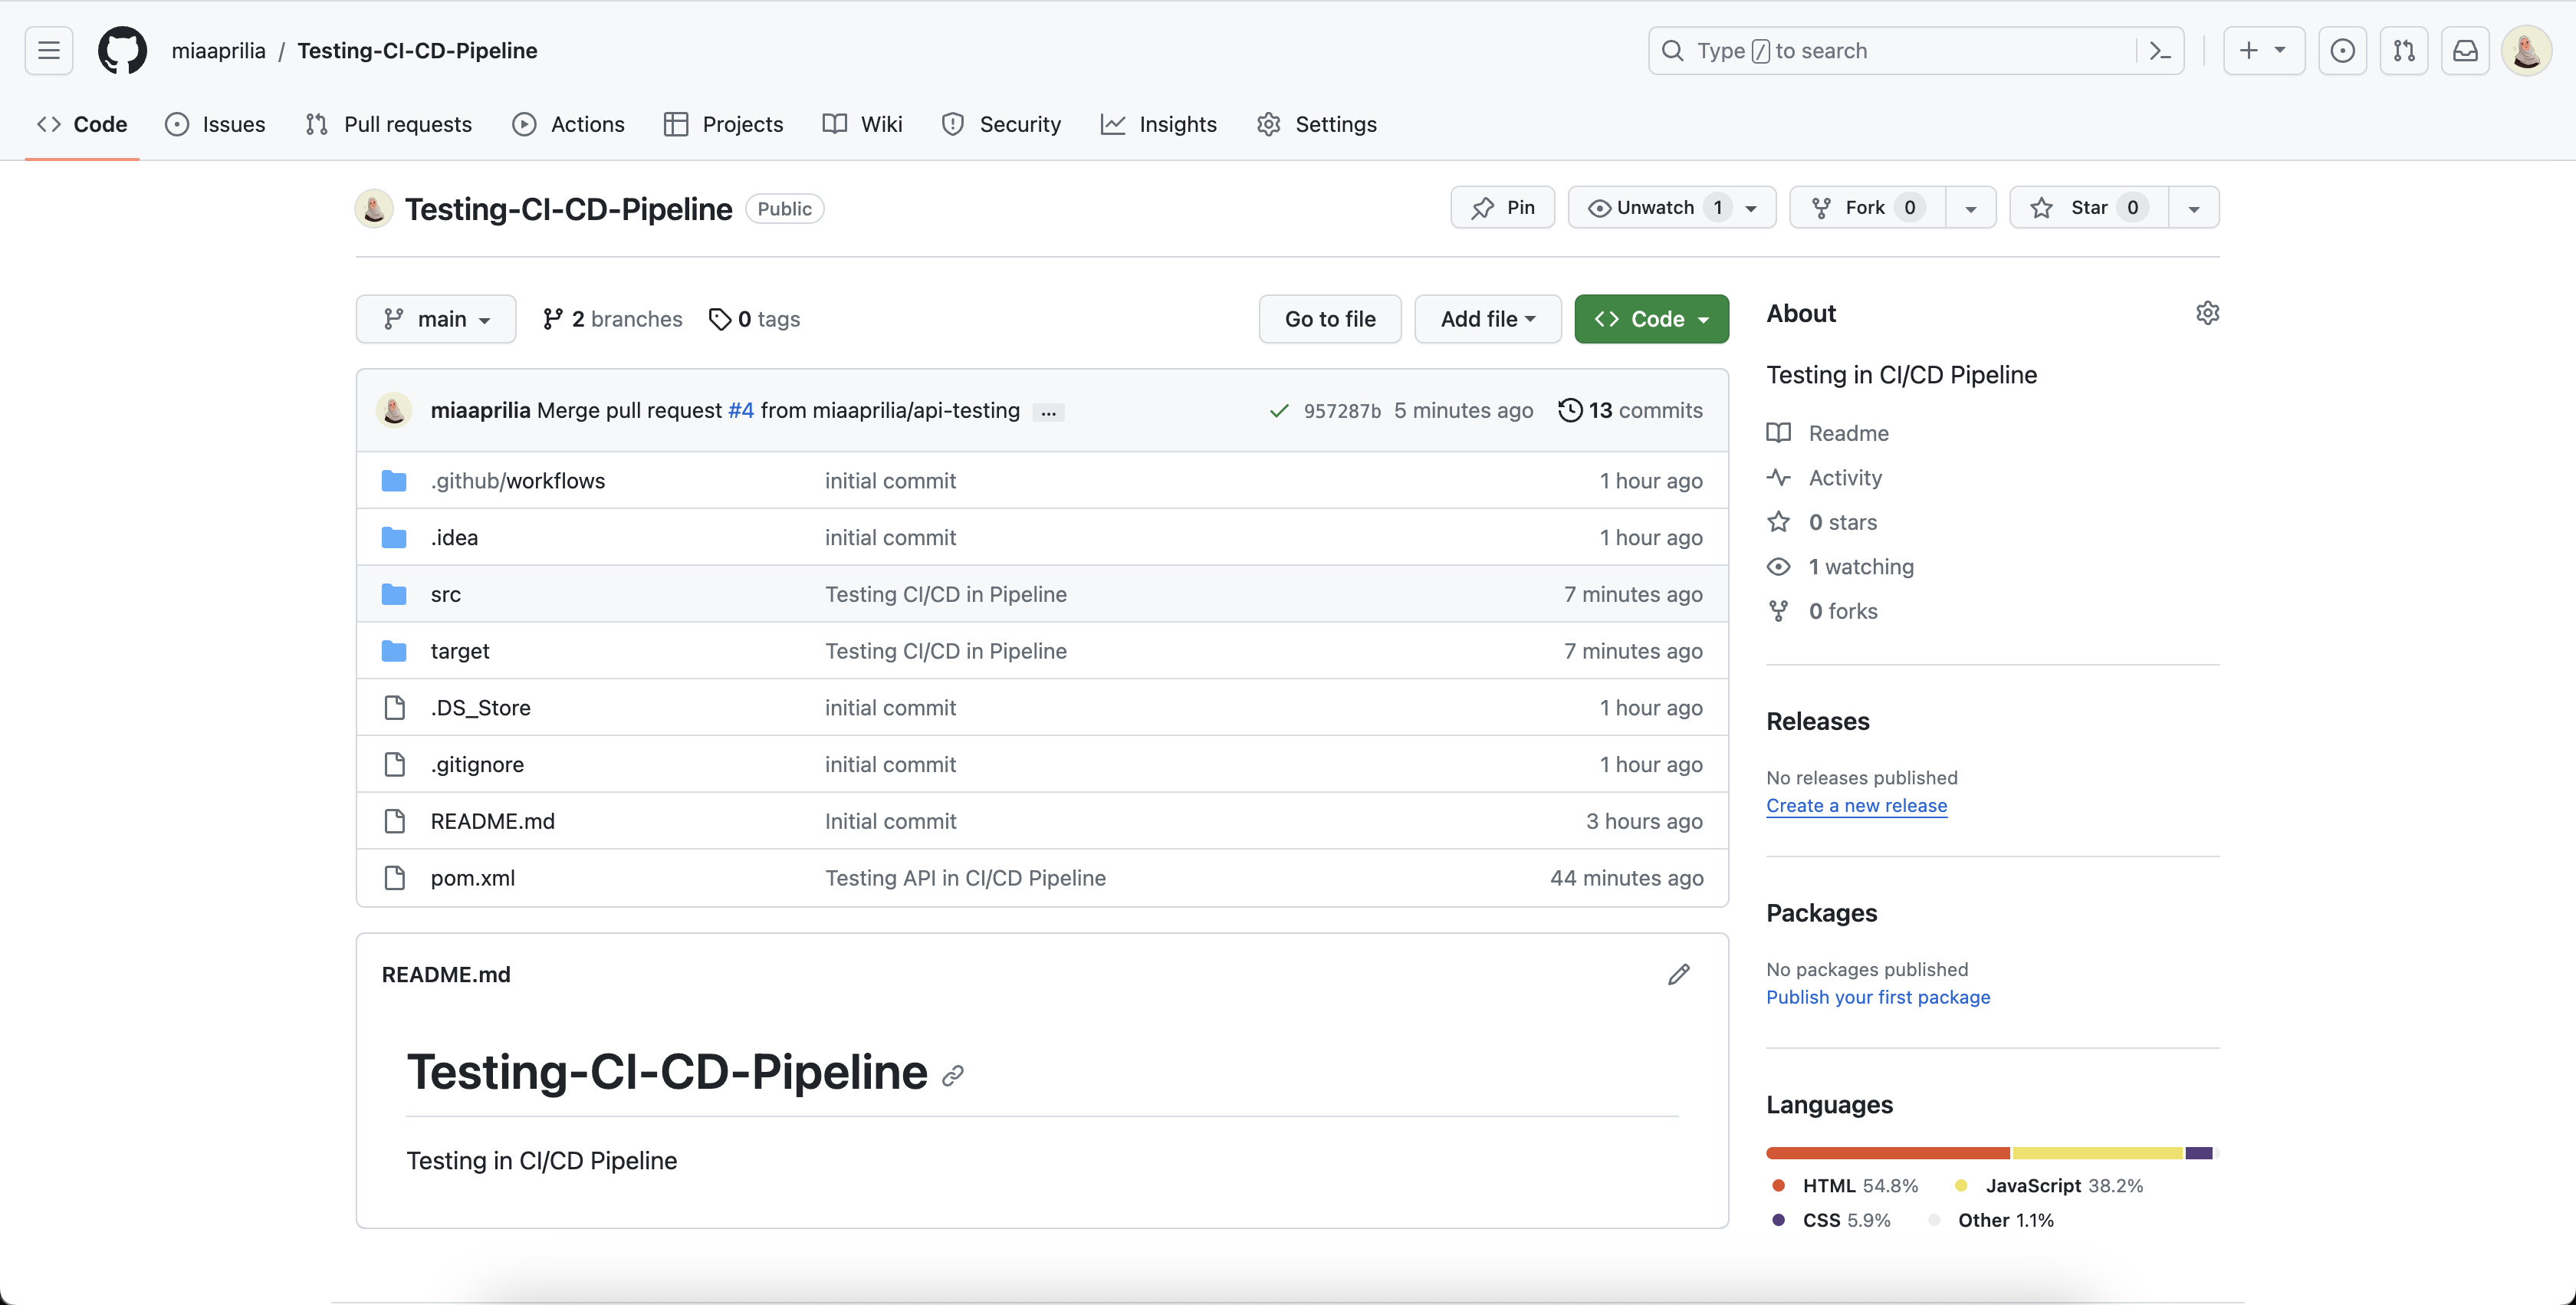 miaaprilia / Testing-CI-CD-Pipeline
Type / to search
Code Issues Pull requests Actions Projects Wiki Security Insights Settings
Testing-CI-CD-Pipeline Public
Pin Unwatch 1 Fork 0 Star 0
main 2 branches 0 tags Go to file Add file Code
miaaprilia Merge pull request #4 from miaaprilia/api-testing ... 957287b 5 minutes ago 13 commits
.github/workflows initial commit 1 hour ago
.idea initial commit 1 hour ago
src Testing CI/CD in Pipeline 7 minutes ago
target Testing CI/CD in Pipeline 7 minutes ago
.DS_Store initial commit 1 hour ago
.gitignore initial commit 1 hour ago
README.md Initial commit 3 hours ago
pom.xml Testing API in CI/CD Pipeline 44 minutes ago
README.md
Testing-CI-CD-Pipeline
Testing in CI/CD Pipeline
About
Testing in CI/CD Pipeline
Readme
Activity
0 stars
1 watching
0 forks
Releases
No releases published
Create a new release
Packages
No packages published
Publish your first package
Languages
HTML 54.8% JavaScript 38.2%
CSS 5.9% Other 1.1%